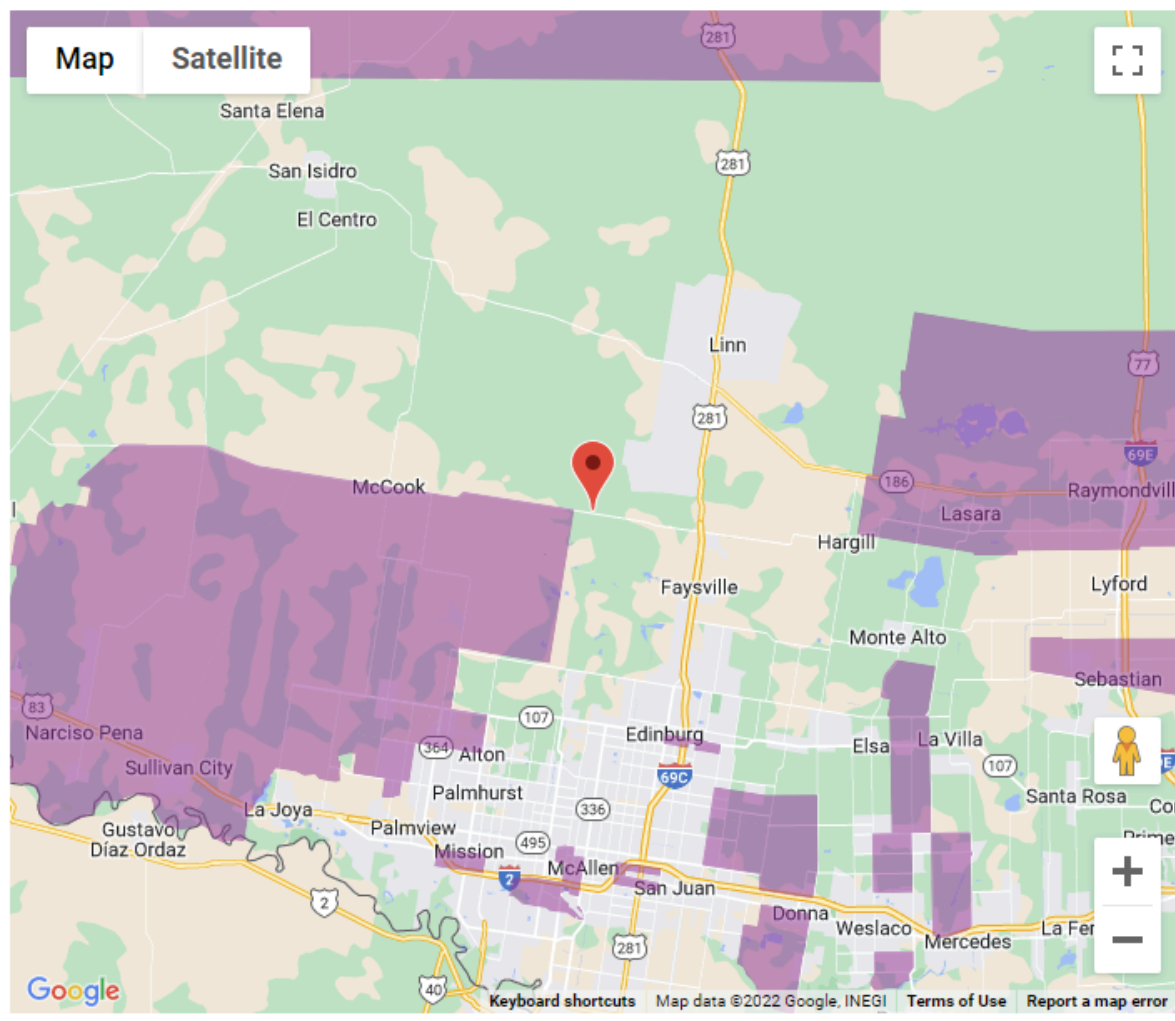 Map
Satellite
281
Santa Elena
281
San Isidro
El Centro
Linn
77
281
69E
McCook
186
Raymondvill
Lasara
Hargill
Faysville
Lyford
Monte Alto
Sebastian
83
107
Narciso Pena
Edinburg
Elsa
La Villa
364
Alton
107
Sullivan City
69C
Palmhurst
Santa Rosa
La Joya
336
Co
Gustavo
Díaz Ordaz
Palmview
Prime
495
Mission
McAllen
2
San Juan
2
Donna
Weslaco
La Fer
Mercedes
281
40
Google
Keyboard shortcuts
Map data ©2022 Google, INEGI
Terms of Use
Report a map error